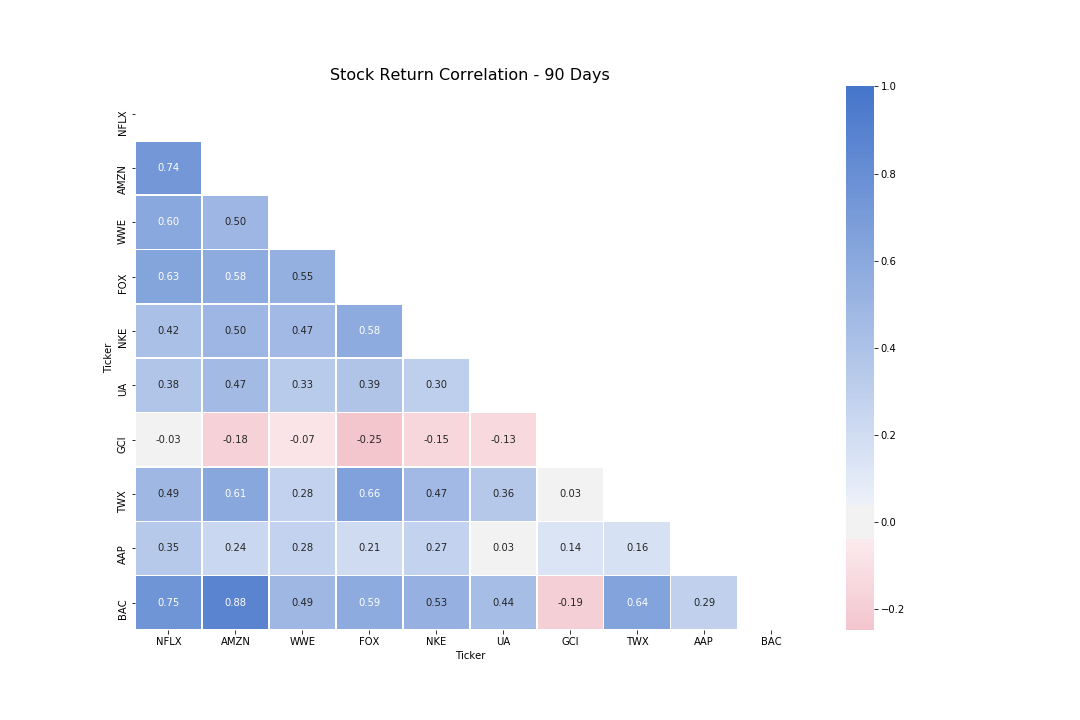 Stock Return Correlation - 90 Days
1.0
NFLX
AMZN 0.74
0.8
WWE 0.60 0.50
0.6
FOX 0.63 0.58 0.55
NKE 0.42 0.50 0.47 0.58
Ticker
0.4
UA 0.38 0.47 0.33 0.39 0.30
0.2
GCI -0.03 -0.18 -0.07 -0.25 -0.15 -0.13
TWX 0.49 0.61 0.28 0.66 0.47 0.36 0.03
0.0
AAP 0.35 0.24 0.28 0.21 0.27 0.03 0.14 0.16
BAC 0.75 0.88 0.49 0.59 0.53 0.44 -0.19 0.64 0.29
−0.2
NFLX AMZN WWE FOX NKE UA GCI TWX AAP BAC
Ticker